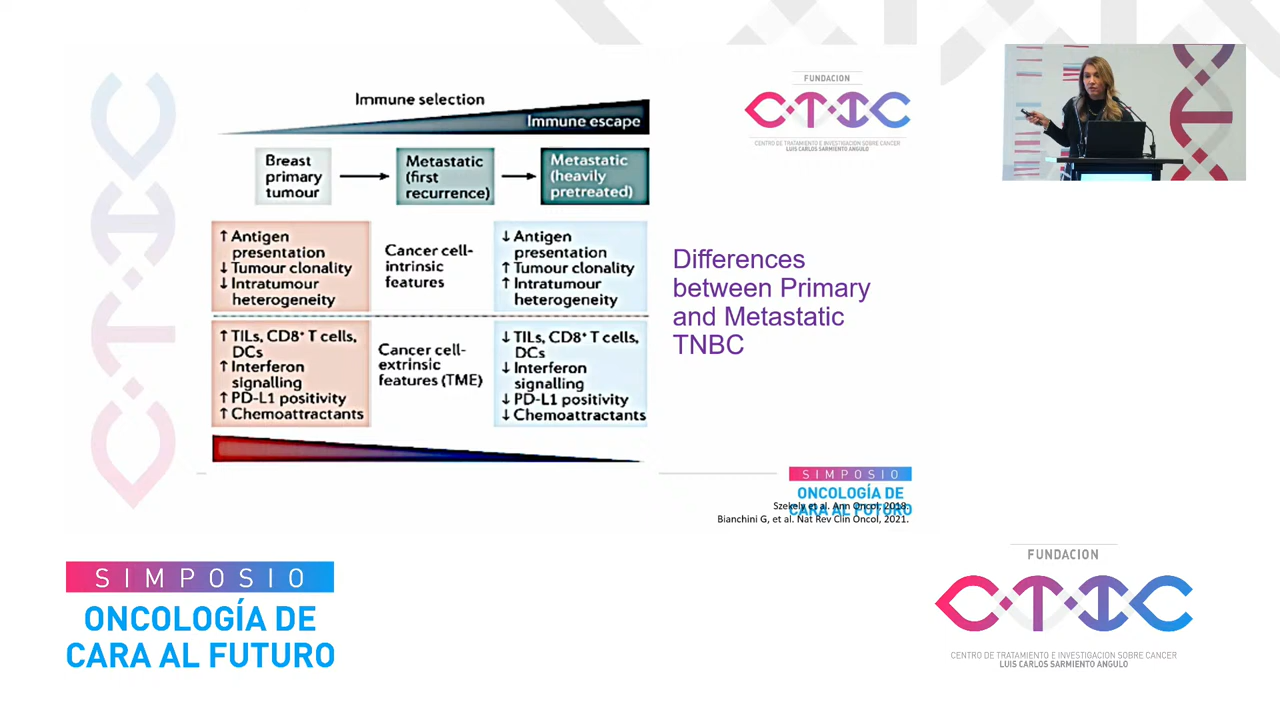 Immune selection
Immune escape
Breast
primary
tumour
Metastatic
(first
recurrence)
Metastatic
(heavily
pretreated)
↑ Antigen
presentation
↓ Tumour clonality
↓ Intratumour
heterogeneity
Cancer cell-
intrinsic
features
↓ Antigen
presentation
↑ Tumour clonality
↑ Intratumour
heterogeneity
↑ TILs, CD8⁺ T cells,
DCs
↑ Interferon
signalling
↑ PD-L1 positivity
↑ Chemoattractants
Cancer cell-
extrinsic
features (TME)
↓ TILs, CD8⁺ T cells,
DCs
↓ Interferon
signalling
↓ PD-L1 positivity
↓ Chemoattractants
FUNDACION
CTIC
CENTRO DE TRATAMIENTO E INVESTIGACION SOBRE CANCER
LUIS CARLOS SARMIENTO ANGULO
Differences
between Primary
and Metastatic
TNBC
SIMPOSIO
ONCOLOGÍA DE
CARA AL FUTURO
Szekely et al. Ann Oncol, 2018.
Bianchini G, et al. Nat Rev Clin Oncol, 2021.
CTIC
SIMPOSIO
ONCOLOGÍA DE
CARA AL FUTURO
FUNDACION
CTIC
CENTRO DE TRATAMIENTO E INVESTIGACION SOBRE CANCER
LUIS CARLOS SARMIENTO ANGULO